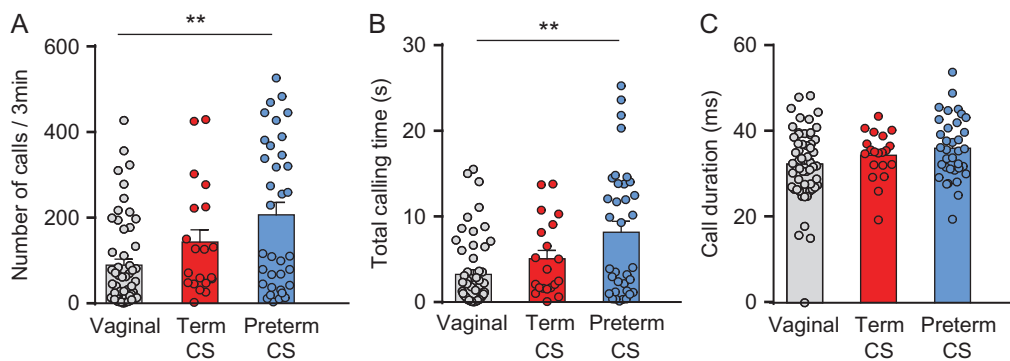 A
**
Number of calls / 3min
600
400
200
0
Vaginal
Term
CS
Preterm
CS
B
**
Total calling time (s)
30
20
10
0
Vaginal
Term
CS
Preterm
CS
C
Call duration (ms)
60
40
20
0
Vaginal
Term
CS
Preterm
CS